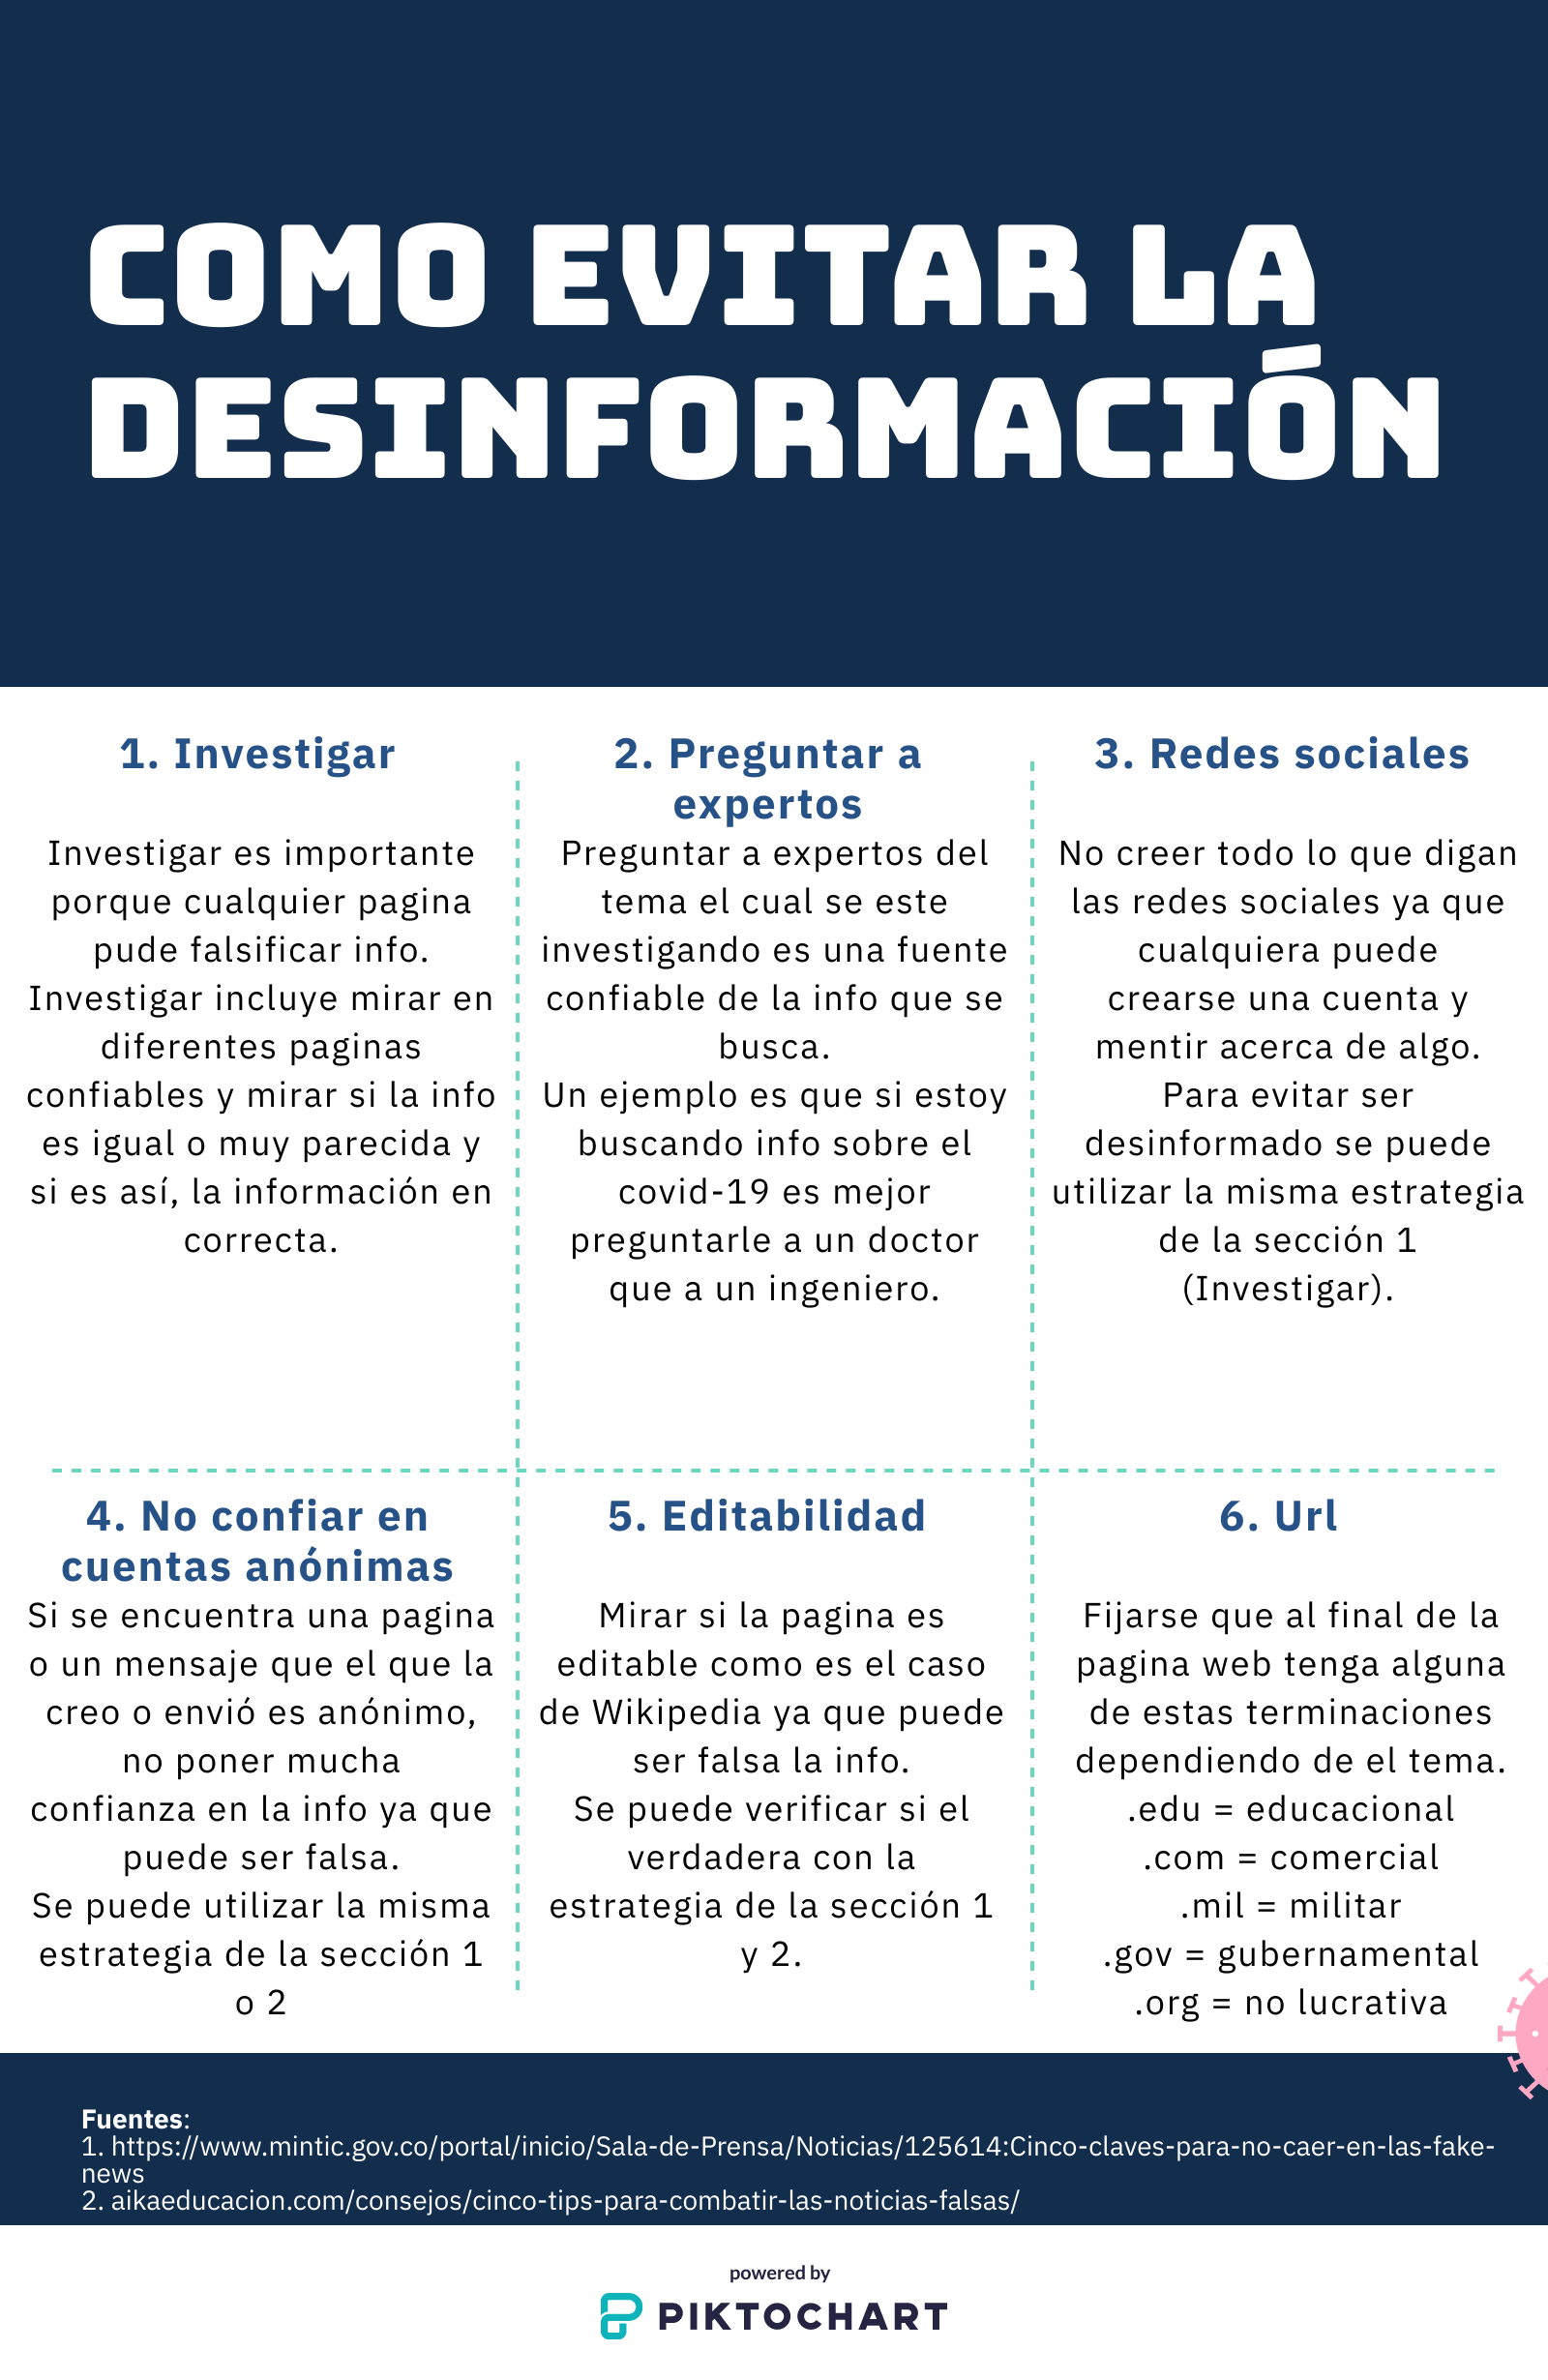 COMO EVITAR LA
DESINFORMACIÓN
1. Investigar
Investigar es importante
porque cualquier pagina
pude falsificar info.
Investigar incluye mirar en
diferentes paginas
confiables y mirar si la info
es igual o muy parecida y
si es así, la información en
correcta.
2. Preguntar a
expertos
Preguntar a expertos del
tema el cual se este
investigando es una fuente
confiable de la info que se
busca.
Un ejemplo es que si estoy
buscando info sobre el
covid-19 es mejor
preguntarle a un doctor
que a un ingeniero.
3. Redes sociales
No creer todo lo que digan
las redes sociales ya que
cualquiera puede
crearse una cuenta y
mentir acerca de algo.
Para evitar ser
desinformado se puede
utilizar la misma estrategia
de la sección 1
(Investigar).
4. No confiar en
cuentas anónimas
Si se encuentra una pagina
o un mensaje que el que la
creo o envió es anónimo,
no poner mucha
confianza en la info ya que
puede ser falsa.
Se puede utilizar la misma
estrategia de la sección 1
o 2
5. Editabilidad
Mirar si la pagina es
editable como es el caso
de Wikipedia ya que puede
ser falsa la info.
Se puede verificar si el
verdadera con la
estrategia de la sección 1
y 2.
6. Url
Fijarse que al final de la
pagina web tenga alguna
de estas terminaciones
dependiendo de el tema.
.edu = educacional
.com = comercial
.mil = militar
.gov = gubernamental
.org = no lucrativa
Fuentes:
1. https://www.mintic.gov.co/portal/inicio/Sala-de-Prensa/Noticias/125614:Cinco-claves-para-no-caer-en-las-fake-
news
2. aikaeducacion.com/consejos/cinco-tips-para-combatir-las-noticias-falsas/
powered by
PIKTOCHART